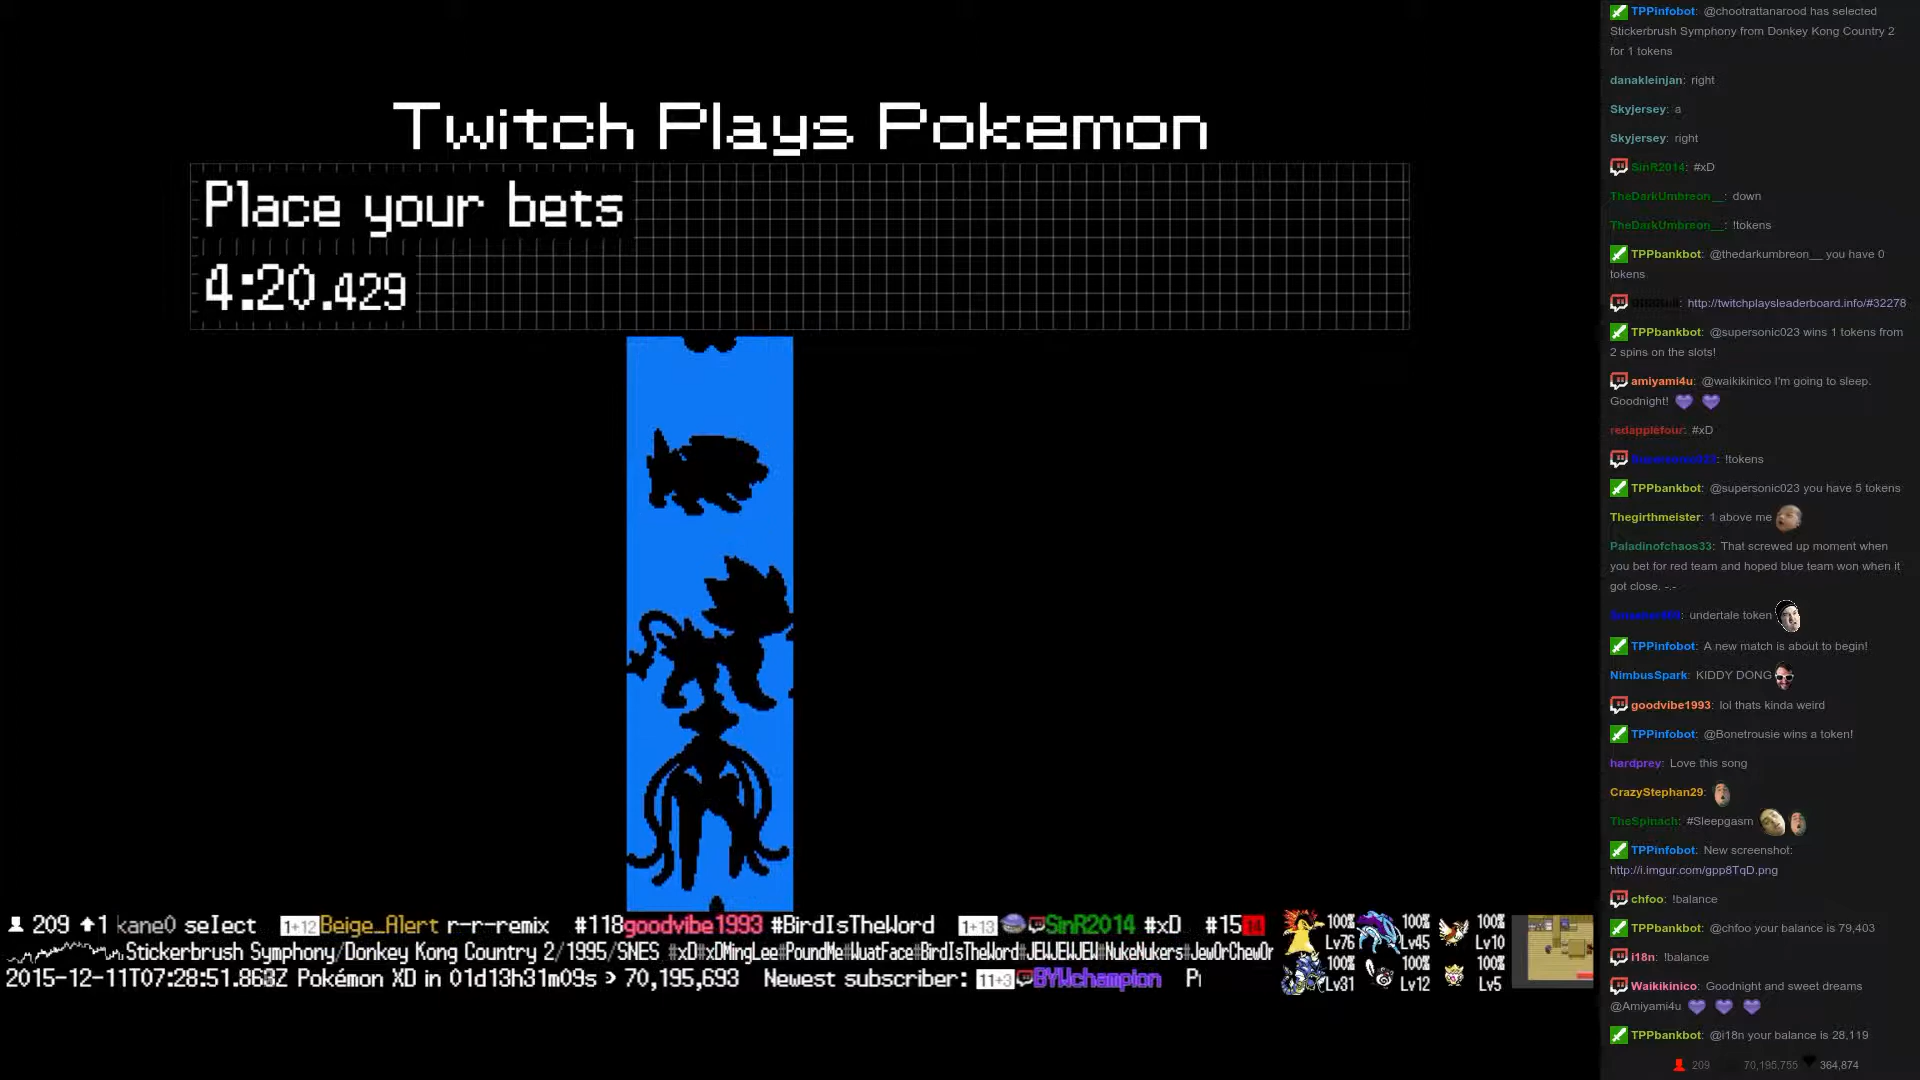 Twitch Plays Pokemon
Place your bets
4:20.429
209 1 kane0 select 1+12 Beige_Alert r-r-remix #118 goodvibe1993 #BirdIsTheWord 1+13 SinR2014 #xD #15
Stickerbrush Symphony/Donkey Kong Country 2/1995/SNES #xD#xDMingLee#PoundMe#WuatFace#BirdIsTheWord#JEWJEWJEW#NukeNukers#JewOrChewOr
2015-12-11T07:28:51.868Z Pokémon XD in 01d13h31m09s > 70,195,693 Newest subscriber: 11+3 BYWchampion
100% Lv76 100% Lv45 100% Lv10
100% Lv31 100% Lv12 100% Lv5
TPPinfobot: @chootrattanarood has selected
Stickerbrush Symphony from Donkey Kong Country 2
for 1 tokens
danakleinjan: right
Skyjersey: a
Skyjersey: right
SinR2014: #xD
TheDarkUmbreon__: down
TheDarkUmbreon__: !tokens
TPPbankbot: @thedarkumbreon__ you have 0
tokens
http://twitchplaysleaderboard.info/#32278
TPPbankbot: @supersonic023 wins 1 tokens from
2 spins on the slots!
amiyami4u: @waikikinico I'm going to sleep.
Goodnight!
redapplefour: #xD
Supersonic023: !tokens
TPPbankbot: @supersonic023 you have 5 tokens
Thegirthmeister: 1 above me
Paladinofchaos33: That screwed up moment when
you bet for red team and hoped blue team won when it
got close. -.-
undertale token
TPPinfobot: A new match is about to begin!
NimbusSpark: KIDDY DONG
goodvibe1993: lol thats kinda weird
TPPinfobot: @Bonetrousie wins a token!
hardprey: Love this song
CrazyStephan29:
TheSpinach: #Sleepgasm
TPPinfobot: New screenshot:
http://i.imgur.com/gpp8TqD.png
chfoo: !balance
TPPbankbot: @chfoo your balance is 79,403
i18n: !balance
Waikikinico: Goodnight and sweet dreams
@Amiyami4u
TPPbankbot: @i18n your balance is 28,119
209 70,195,755 364,874